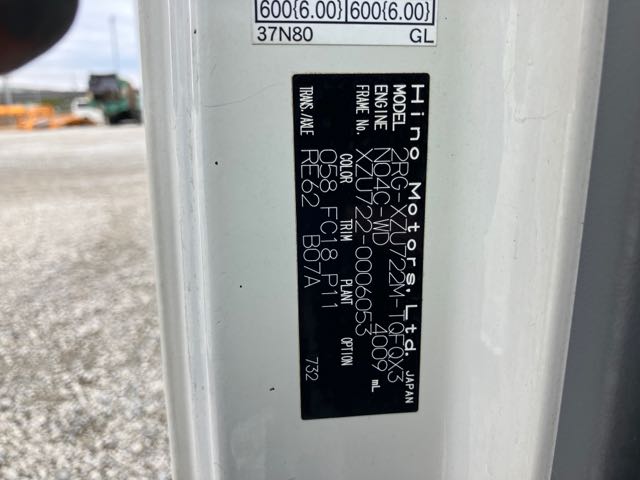 600{6.00} 600{6.00}
37N80 GL
Hino Motors, Ltd. JAPAN
MODEL 2RG-XZU722M-TQFQX3
ENGINE N04C-WD 4009 mL
FRAME No. XZU722-0006053
COLOR TRIM PLANT OPTION
058 FC18 P11
TRANS./AXLE RE62 B07A 732